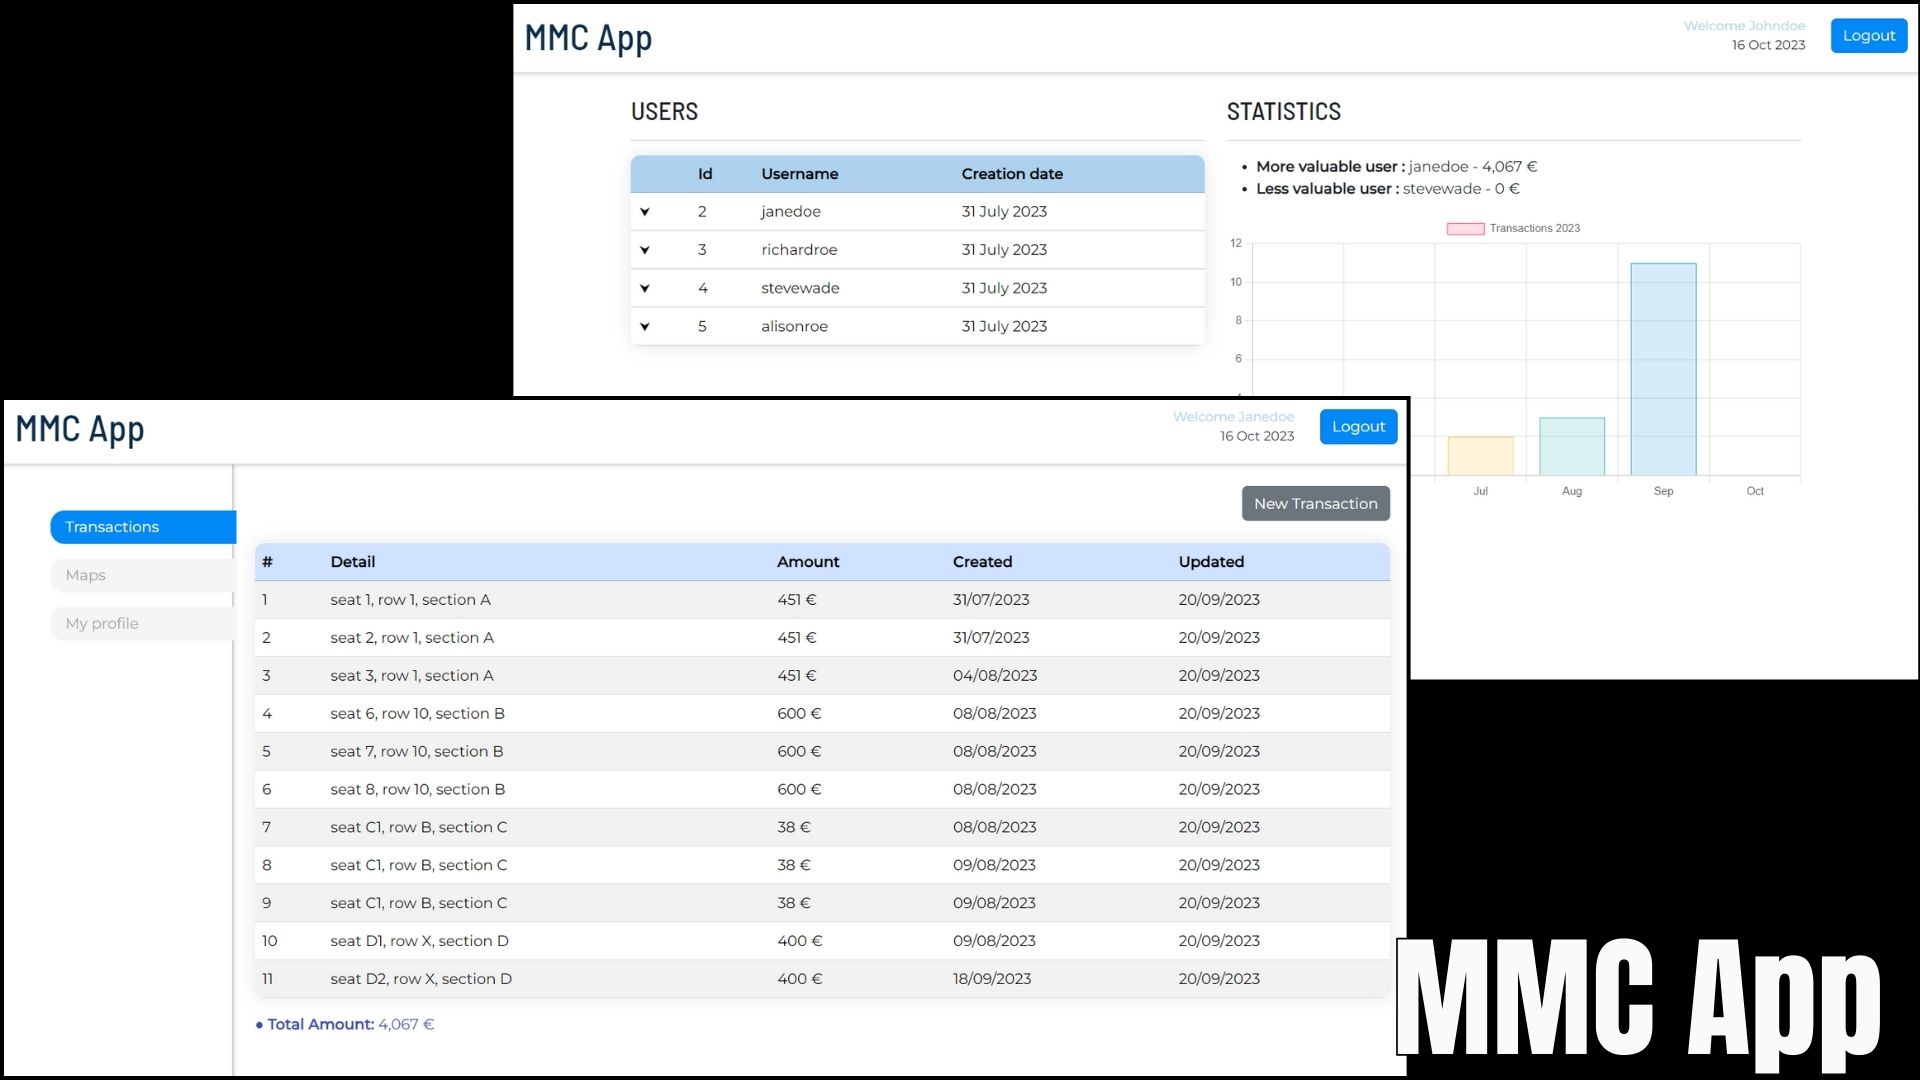 MMC App
Welcome Johndoe
16 Oct 2023
Logout
USERS
Id Username Creation date
2 janedoe 31 July 2023
3 richardroe 31 July 2023
4 stevewade 31 July 2023
5 alisonroe 31 July 2023
STATISTICS
• More valuable user : janedoe - 4,067 €
• Less valuable user : stevewade - 0 €
Transactions 2023
12
10
8
6
Jul Aug Sep Oct
MMC App
Welcome Janedoe
16 Oct 2023
Logout
Transactions
Maps
My profile
New Transaction
# Detail Amount Created Updated
1 seat 1, row 1, section A 451 € 31/07/2023 20/09/2023
2 seat 2, row 1, section A 451 € 31/07/2023 20/09/2023
3 seat 3, row 1, section A 451 € 04/08/2023 20/09/2023
4 seat 6, row 10, section B 600 € 08/08/2023 20/09/2023
5 seat 7, row 10, section B 600 € 08/08/2023 20/09/2023
6 seat 8, row 10, section B 600 € 08/08/2023 20/09/2023
7 seat C1, row B, section C 38 € 08/08/2023 20/09/2023
8 seat C1, row B, section C 38 € 09/08/2023 20/09/2023
9 seat C1, row B, section C 38 € 09/08/2023 20/09/2023
10 seat D1, row X, section D 400 € 09/08/2023 20/09/2023
11 seat D2, row X, section D 400 € 18/09/2023 20/09/2023
• Total Amount: 4,067 €
MMC App